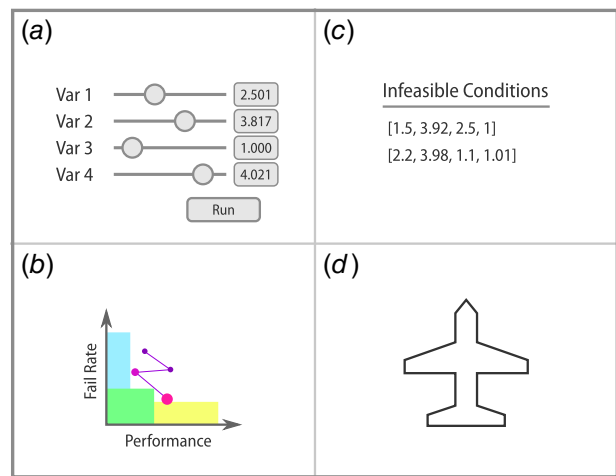 (a)
Var 1 2.501
Var 2 3.817
Var 3 1.000
Var 4 4.021
Run
(c)
Infeasible Conditions
[1.5, 3.92, 2.5, 1]
[2.2, 3.98, 1.1, 1.01]
(b)
Fail Rate
Performance
(d)